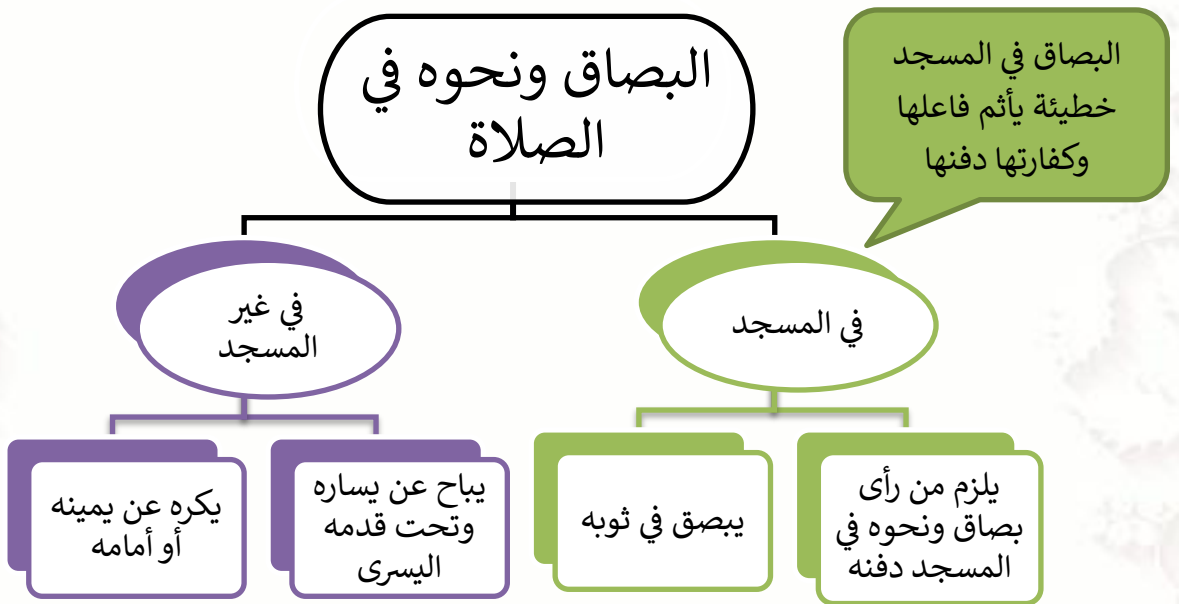 البصاق ونحوه في
الصلاة
البصاق في المسجد
خطيئة يأثم فاعلها
وكفارتها دفنها
في المسجد
في غير
المسجد
يلزم من رأى
بصاق ونحوه في
المسجد دفنه
يبصق في ثوبه
يباح عن يساره
وتحت قدمه
اليسرى
يكره عن يمينه
أو أمامه